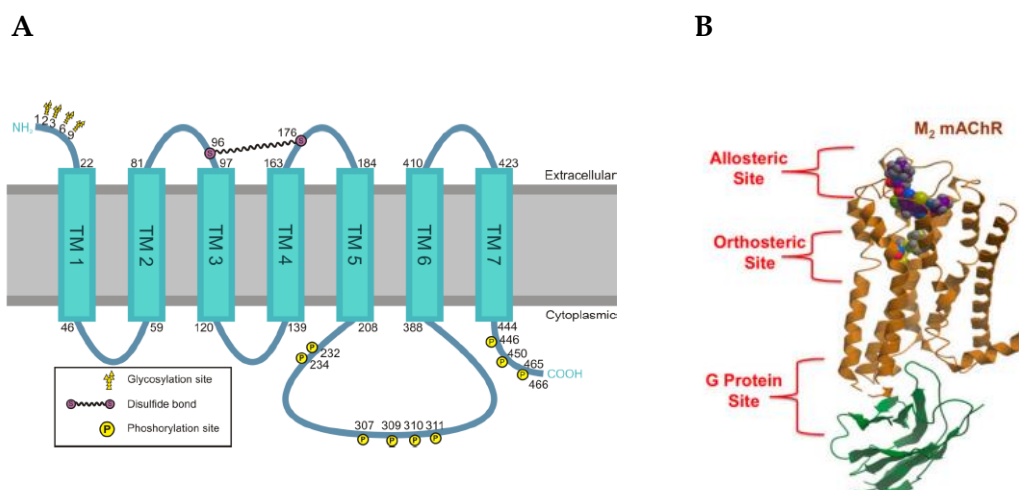 A
B
NH3
1 2 3 6 9
22
81
96
97
163
176
184
410
423
Extracellular
TM 1
TM 2
TM 3
TM 4
TM 5
TM 6
TM 7
Cytoplasmics
46
59
120
139
208
388
444
446
450
465
466
COOH
P
P
232
234
P
P
P
307
309
310
311
P
P
P
P
Glycosylation site
S
S
Disulfide bond
P
Phoshorylation site
S
S
M2 mAChR
Allosteric
Site
Orthosteric
Site
G Protein
Site